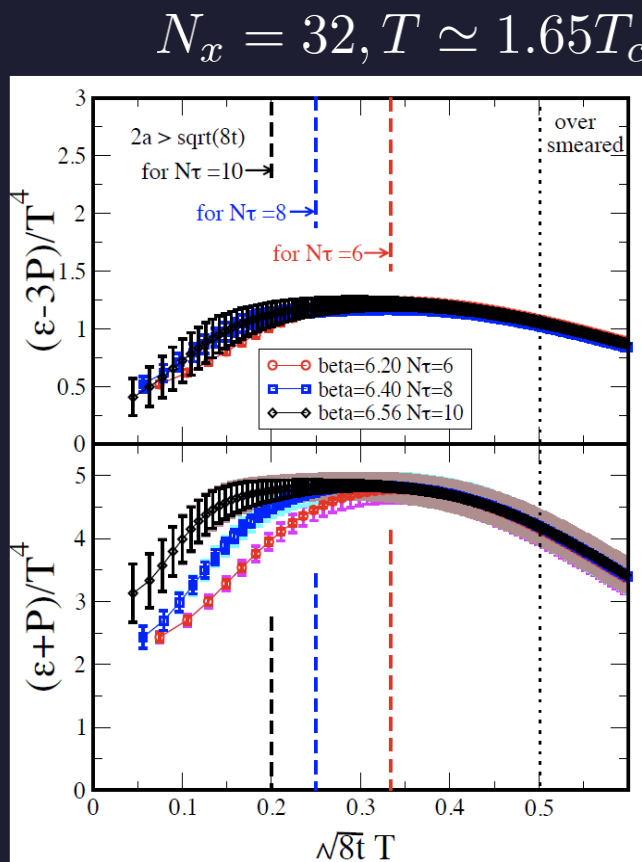 N_x = 32, T ≃ 1.65T_c
3
2.5
2
1.5
1
0.5
0
(ε-3P)/T^4
2a > sqrt(8t)
for Nτ =10
for Nτ =8
for Nτ =6
over
smeared
beta=6.20 Nτ=6
beta=6.40 Nτ=8
beta=6.56 Nτ=10
5
4
3
2
1
0
(ε+P)/T^4
0 0.1 0.2 0.3 0.4 0.5
√8t T